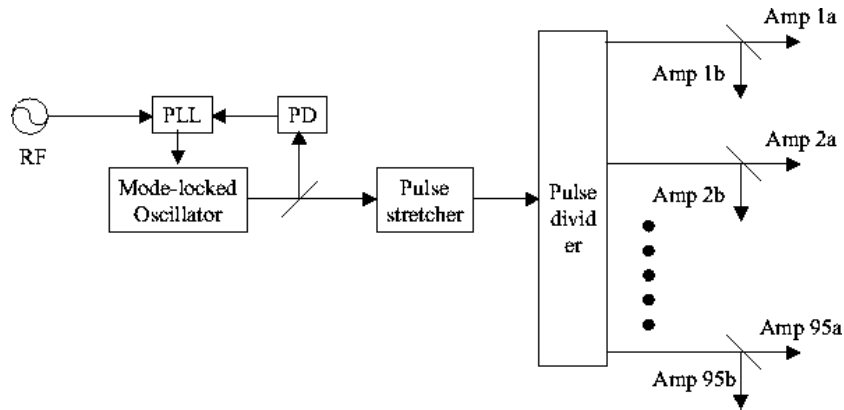 Amp 1a
Amp 1b
PLL
PD
RF
Amp 2a
Mode-locked
Oscillator
Pulse
stretcher
Pulse
divid
er
Amp 2b
Amp 95a
Amp 95b